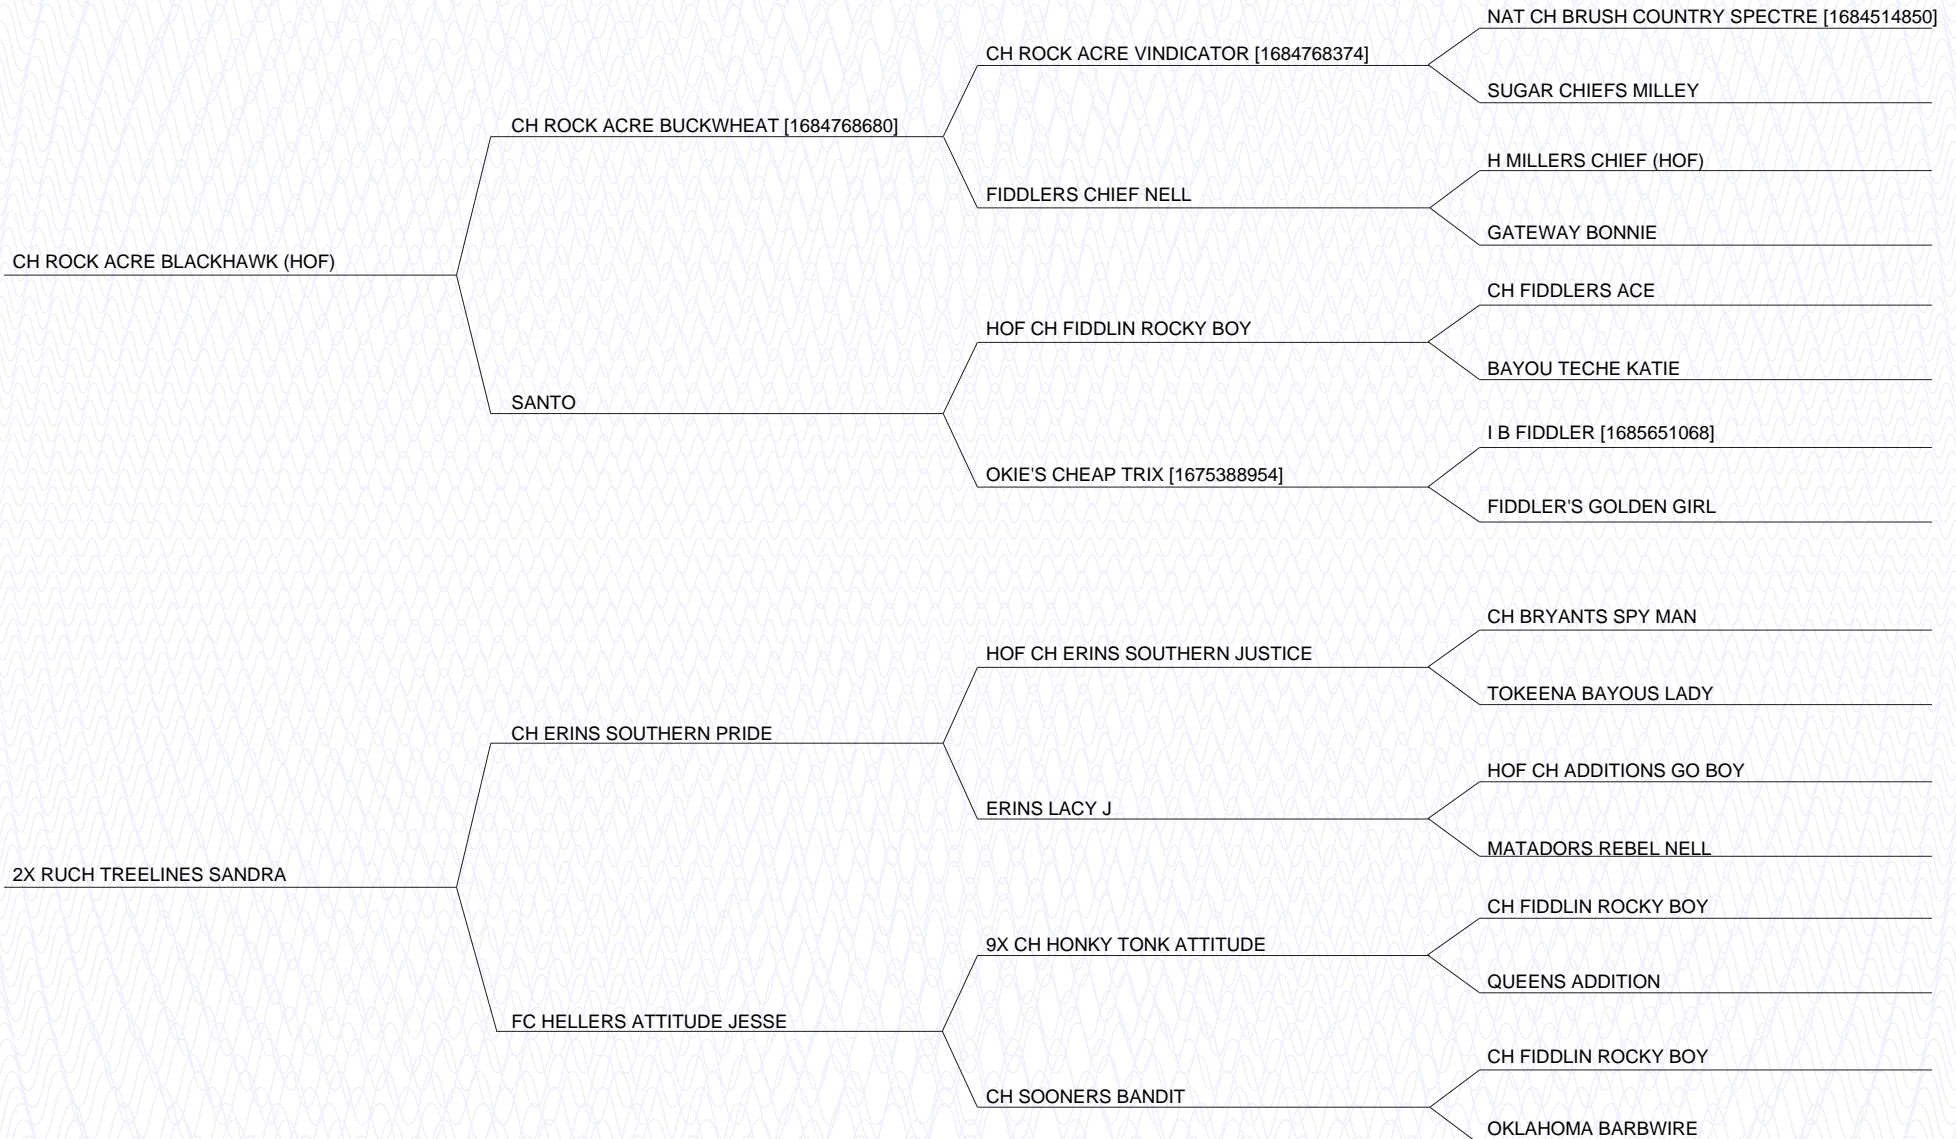 NAT CH BRUSH COUNTRY SPECTRE [1684514850]
CH ROCK ACRE VINDICATOR [1684768374]
SUGAR CHIEFS MILLEY
CH ROCK ACRE BUCKWHEAT [1684768680]
H MILLERS CHIEF (HOF)
FIDDLERS CHIEF NELL
GATEWAY BONNIE
CH ROCK ACRE BLACKHAWK (HOF)
CH FIDDLERS ACE
HOF CH FIDDLIN ROCKY BOY
BAYOU TECHE KATIE
SANTO
I B FIDDLER [1685651068]
OKIE'S CHEAP TRIX [1675388954]
FIDDLER'S GOLDEN GIRL
CH BRYANTS SPY MAN
HOF CH ERINS SOUTHERN JUSTICE
TOKEENA BAYOUS LADY
CH ERINS SOUTHERN PRIDE
HOF CH ADDITIONS GO BOY
ERINS LACY J
MATADORS REBEL NELL
2X RUCH TREELINES SANDRA
CH FIDDLIN ROCKY BOY
9X CH HONKY TONK ATTITUDE
QUEENS ADDITION
FC HELLERS ATTITUDE JESSE
CH FIDDLIN ROCKY BOY
CH SOONERS BANDIT
OKLAHOMA BARBWIRE